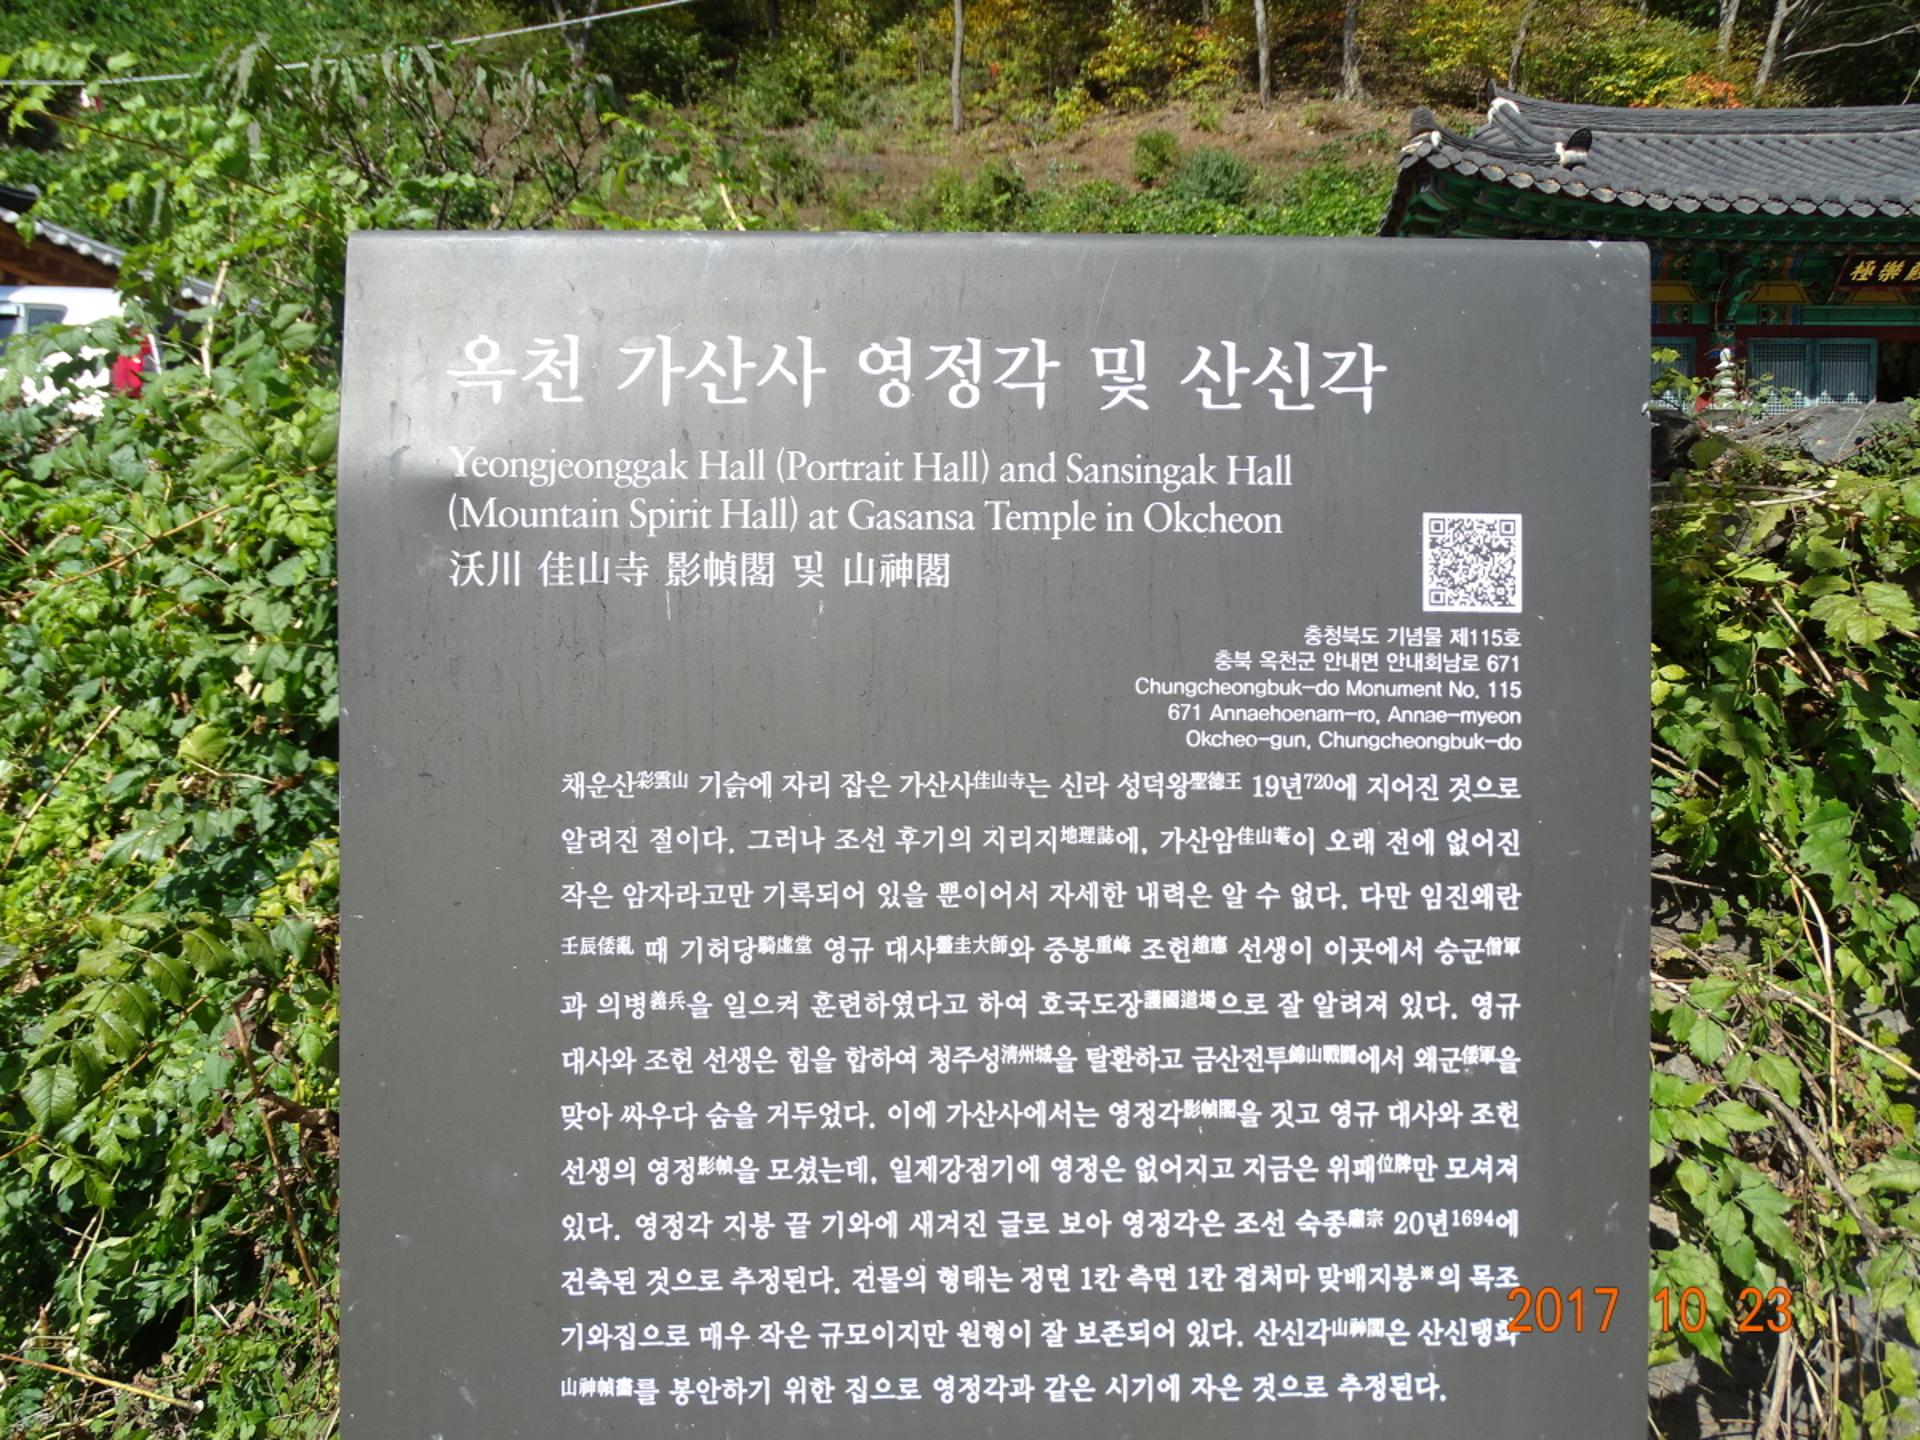 옥천 가산사 영정각 및 산신각
Yeongjeonggak Hall (Portrait Hall) and Sansingak Hall
(Mountain Spirit Hall) at Gasansa Temple in Okcheon
沃川 佳山寺 影幀閣 및 山神閣
충청북도 기념물 제115호
충북 옥천군 안내면 안내회남로 671
Chungcheongbuk-do Monument No. 115
671 Annaehoenam-ro, Annae-myeon
Okcheo-gun, Chungcheongbuk-do
채운산彩雲山 기슭에 자리 잡은 가산사佳山寺는 신라 성덕왕聖德王 19년720에 지어진 것으로
알려진 절이다. 그러나 조선 후기의 지리지地理誌에, 가산암佳山菴이 오래 전에 없어진
작은 암자라고만 기록되어 있을 뿐이어서 자세한 내력은 알 수 없다. 다만 임진왜란
壬辰倭亂 때 기허당騎虛堂 영규 대사靈圭大師와 중봉重峰 조헌趙憲 선생이 이곳에서 승군僧軍
과 의병義兵을 일으켜 훈련하였다고 하여 호국도장護國道場으로 잘 알려져 있다. 영규
대사와 조헌 선생은 힘을 합하여 청주성淸州城을 탈환하고 금산전투錦山戰鬪에서 왜군倭軍을
맞아 싸우다 숨을 거두었다. 이에 가산사에서는 영정각影幀閣을 짓고 영규 대사와 조헌
선생의 영정影幀을 모셨는데, 일제강점기에 영정은 없어지고 지금은 위패位牌만 모셔져
있다. 영정각 지붕 끝 기와에 새겨진 글로 보아 영정각은 조선 숙종肅宗 20년1694에
건축된 것으로 추정된다. 건물의 형태는 정면 1칸 측면 1칸 겹처마 맞배지붕※의 목조
기와집으로 매우 작은 규모이지만 원형이 잘 보존되어 있다. 산신각山神閣은 산신탱화
山神幀畵를 봉안하기 위한 집으로 영정각과 같은 시기에 지은 것으로 추정된다.
極樂
2017 10 23